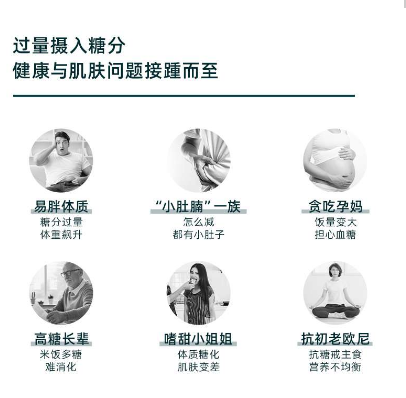 过量摄入糖分
健康与肌肤问题接踵而至
易胖体质
糖分过量
体重飙升
“小肚腩”一族
怎么减
都有小肚子
贪吃孕妈
饭量变大
担心血糖
高糖长辈
米饭多糖
难消化
嗜甜小姐姐
体质糖化
肌肤变差
抗初老欧尼
抗糖戒主食
营养不均衡